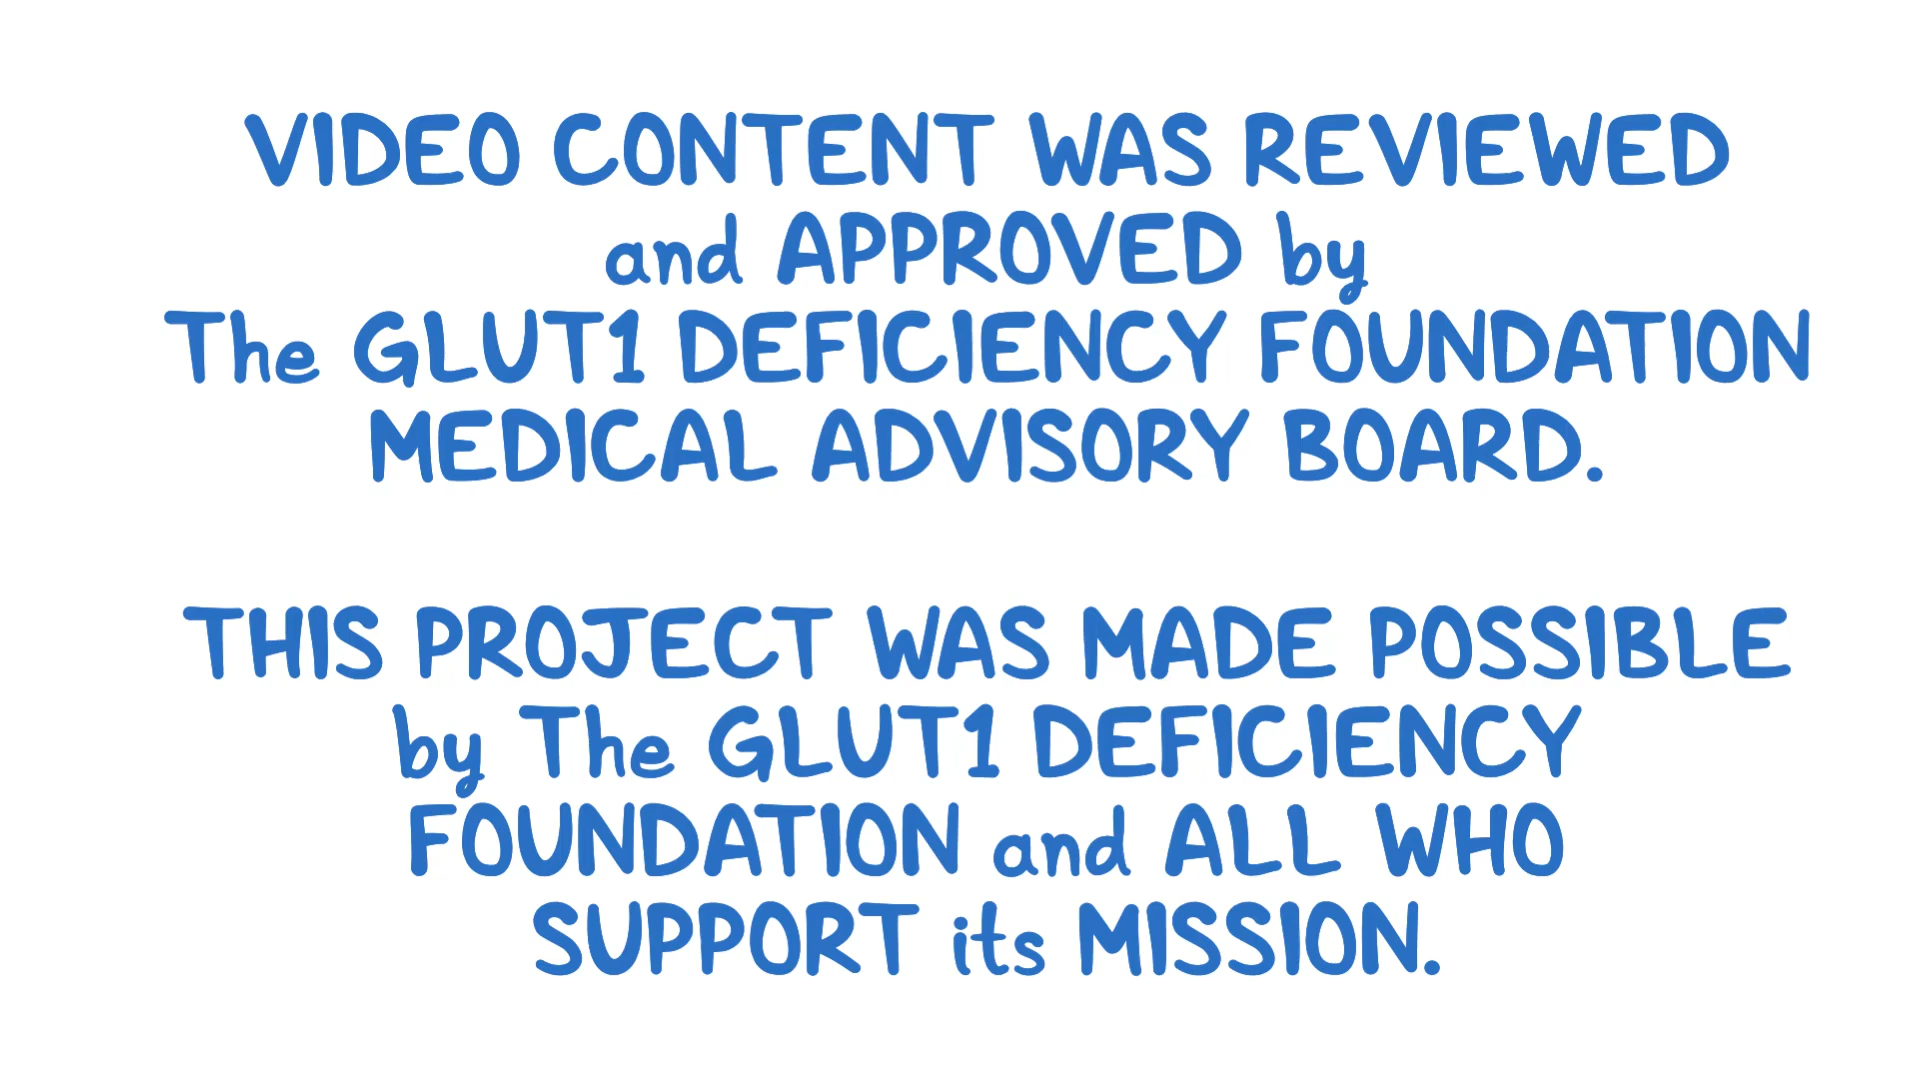 VIDEO CONTENT WAS REVIEWED
and APPROVED by
The GLUT1 DEFICIENCY FOUNDATION
MEDICAL ADVISORY BOARD.
THIS PROJECT WAS MADE POSSIBLE
by The GLUT1 DEFICIENCY
FOUNDATION and ALL WHO
SUPPORT its MISSION.